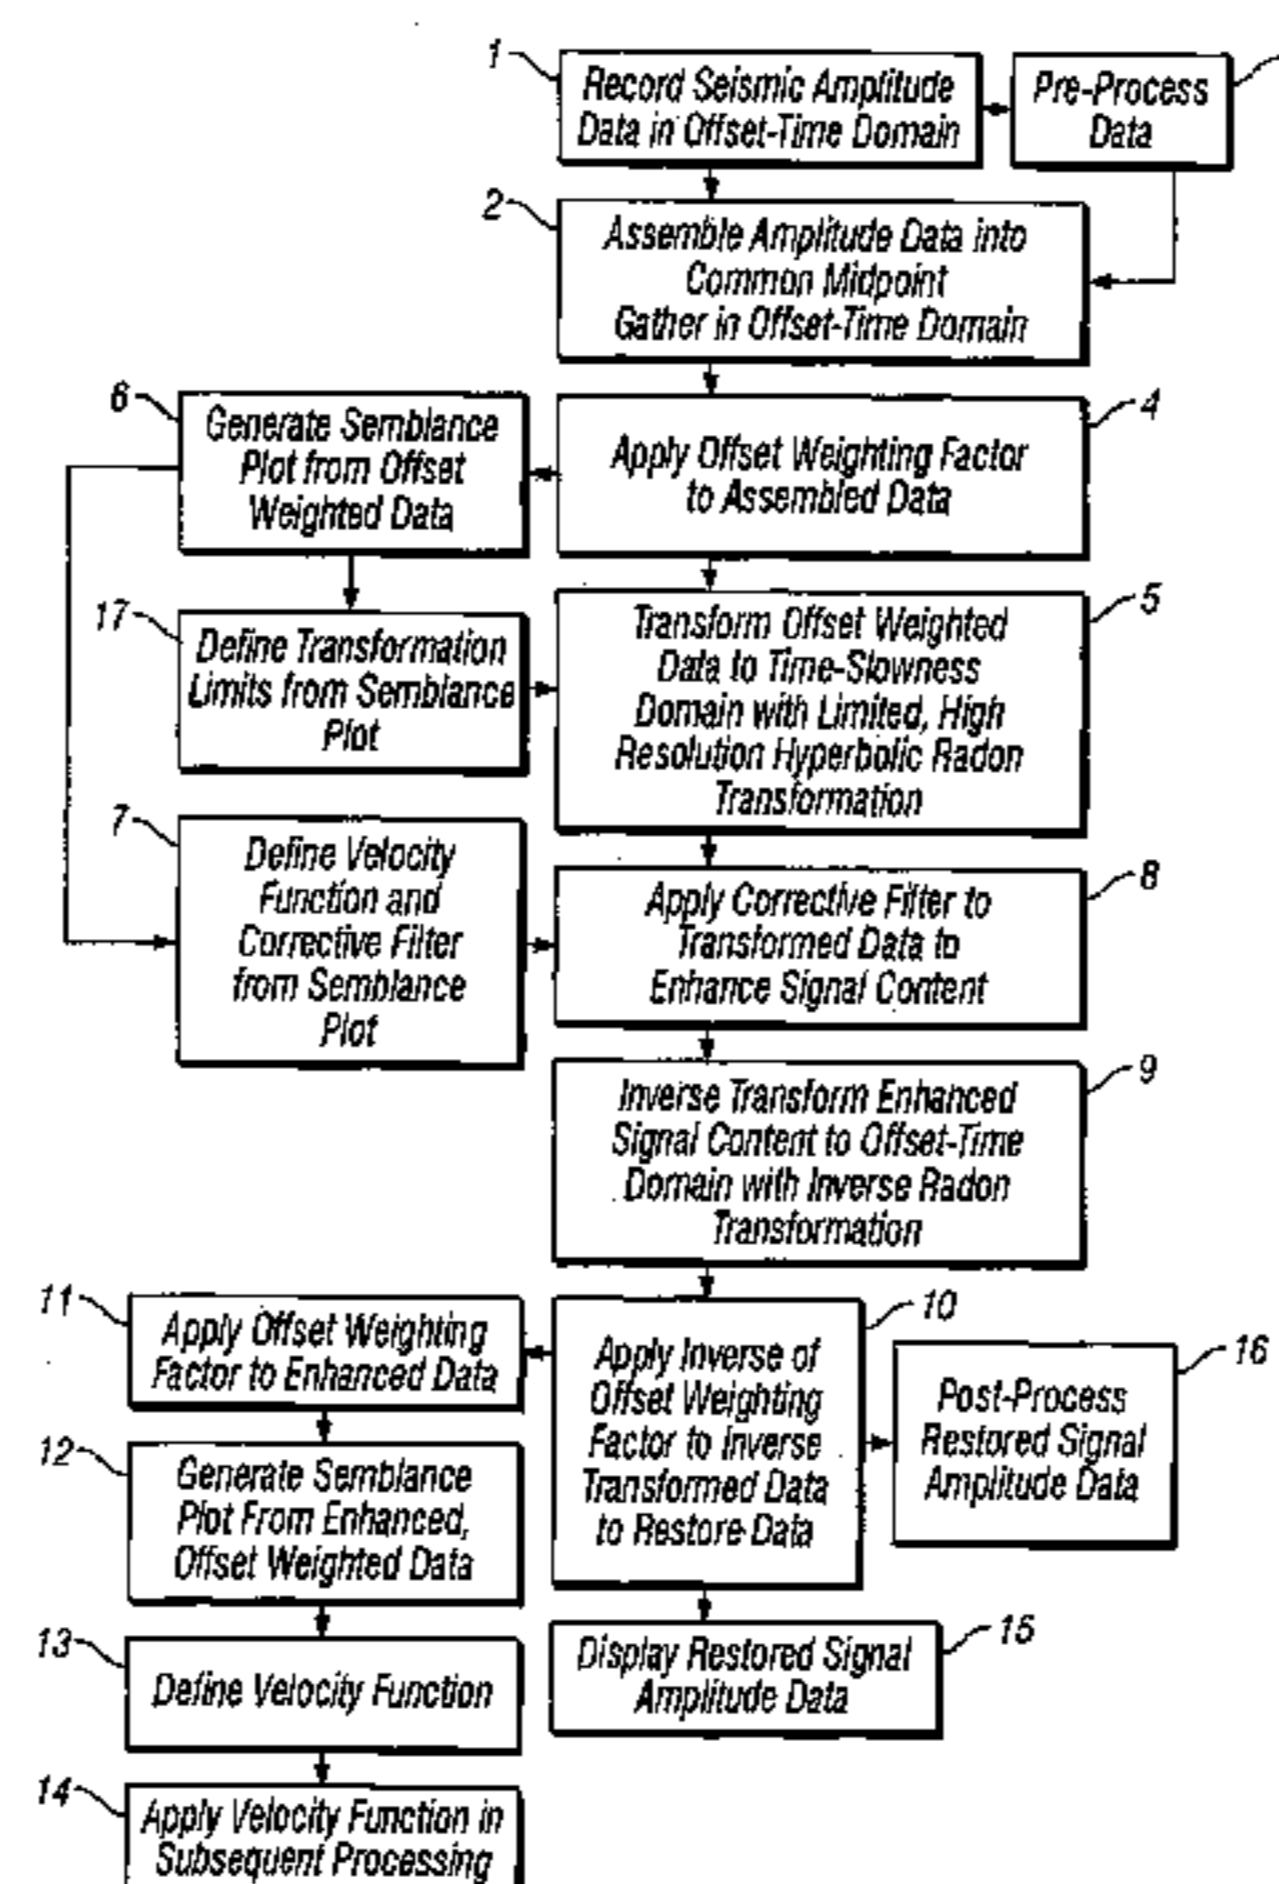 1
Record Seismic Amplitude
Data in Offset-Time Domain
Pre-Process
Data
2
Assemble Amplitude Data into
Common Midpoint
Gather in Offset-Time Domain
6
Generate Semblance
Plot from Offset
Weighted Data
4
Apply Offset Weighting Factor
to Assembled Data
17
Define Transformation
Limits from Semblance
Plot
5
Transform Offset Weighted
Data to Time-Slowness
Domain with Limited, High
Resolution Hyperbolic Radon
Transformation
7
Define Velocity
Function and
Corrective Filter
from Semblance
Plot
8
Apply Corrective Filter to
Transformed Data to
Enhance Signal Content
9
Inverse Transform Enhanced
Signal Content to Offset-Time
Domain with Inverse Radon
Transformation
11
Apply Offset Weighting
Factor to Enhanced Data
10
Apply Inverse of
Offset Weighting
Factor to Inverse
Transformed Data
to Restore Data
16
Post-Process
Restored Signal
Amplitude Data
12
Generate Semblance
Plot From Enhanced,
Offset Weighted Data
13
Define Velocity Function
15
Display Restored Signal
Amplitude Data
14
Apply Velocity Function in
Subsequent Processing